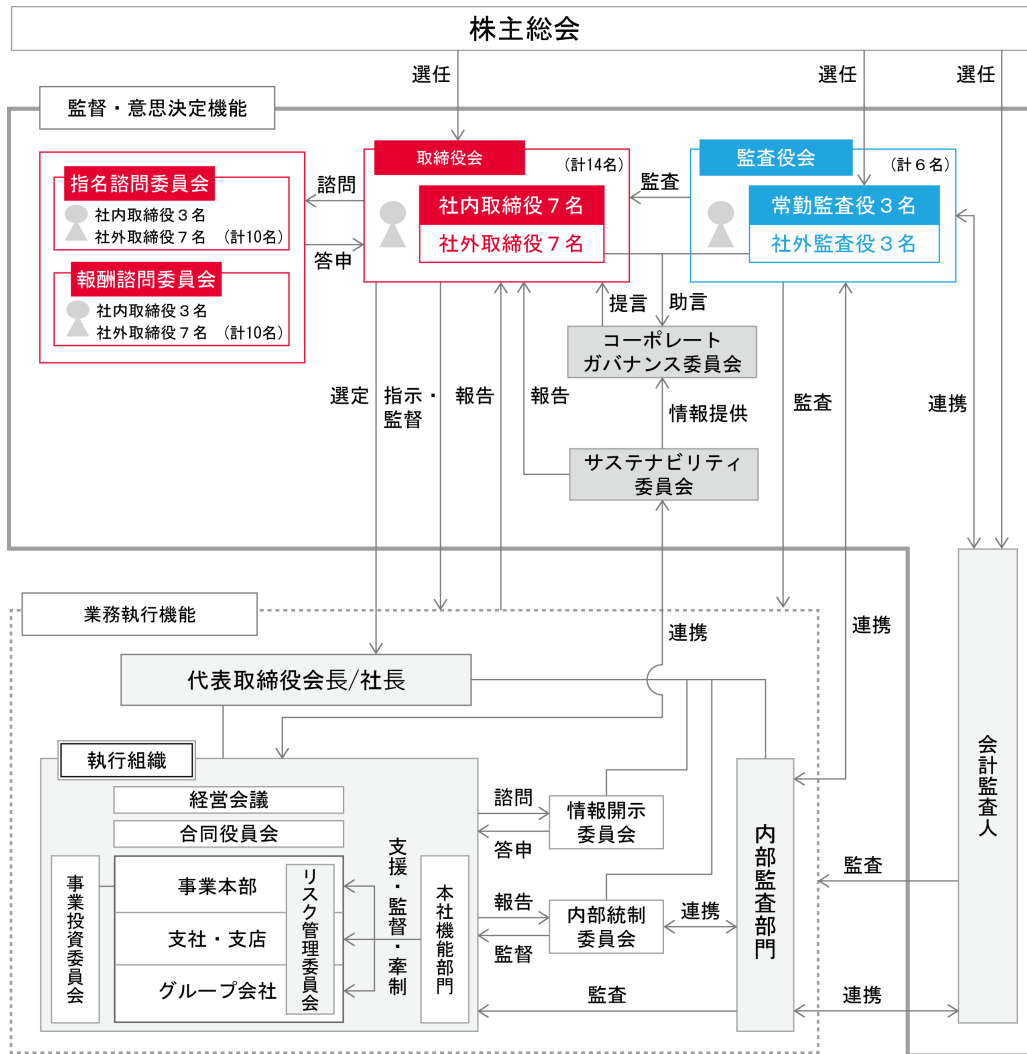 株主総会
選任
選任
選任
監督・意思決定機能
取締役会
(計14名)
社内取締役７名
社外取締役７名
監査役会
(計６名)
常勤監査役３名
社外監査役３名
指名諮問委員会
社内取締役３名
社外取締役７名 (計10名)
報酬諮問委員会
社内取締役３名
社外取締役７名 (計10名)
諮問
答申
監査
提言
助言
コーポレート
ガバナンス委員会
選定
指示・
監督
報告
報告
情報提供
監査
連携
サステナビリティ
委員会
業務執行機能
連携
連携
代表取締役会長/社長
執行組織
経営会議
合同役員会
事業投資委員会
事業本部
支社・支店
グループ会社
リスク管理委員会
支援・監督・牽制
本社機能部門
諮問
答申
情報開示
委員会
報告
監督
内部統制
委員会
連携
監査
内部監査部門
監査
連携
会計監査人